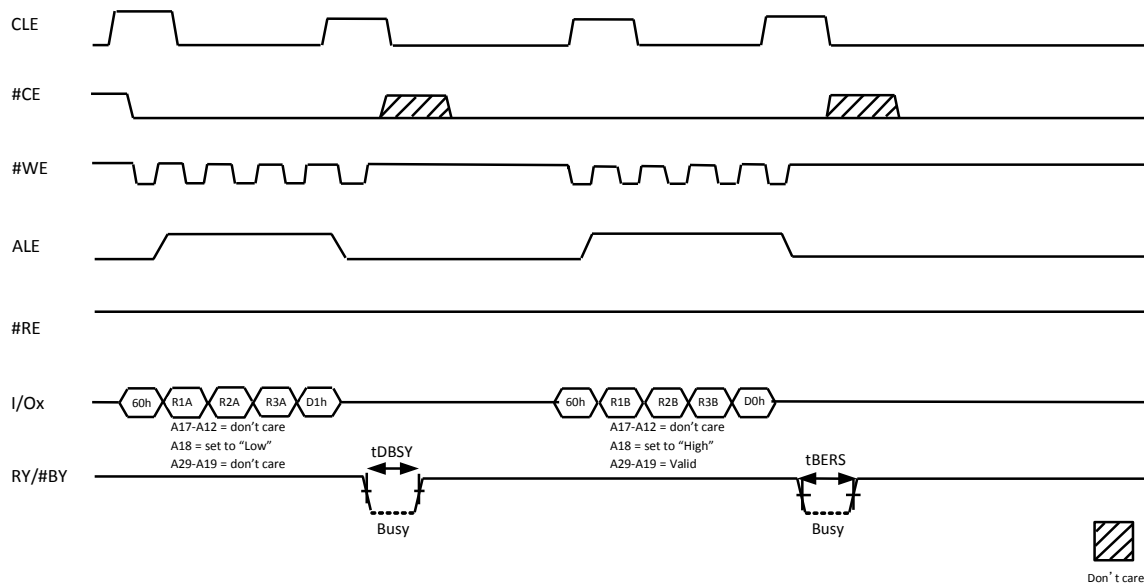 CLE
#CE
#WE
ALE
#RE
I/Ox
60h R1A R2A R3A D1h 60h R1B R2B R3B D0h
A17-A12 = don't care
A18 = set to “Low”
A29-A19 = don't care
A17-A12 = don't care
A18 = set to “High”
A29-A19 = Valid
RY/#BY
tDBSY
Busy
tBERS
Busy
Don’t care